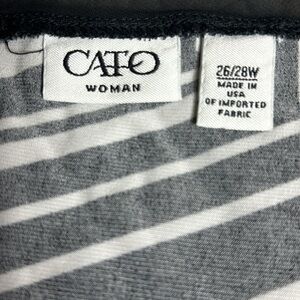 CATO
WOMAN
26/28W
MADE IN
USA
OF IMPORTED
FABRIC